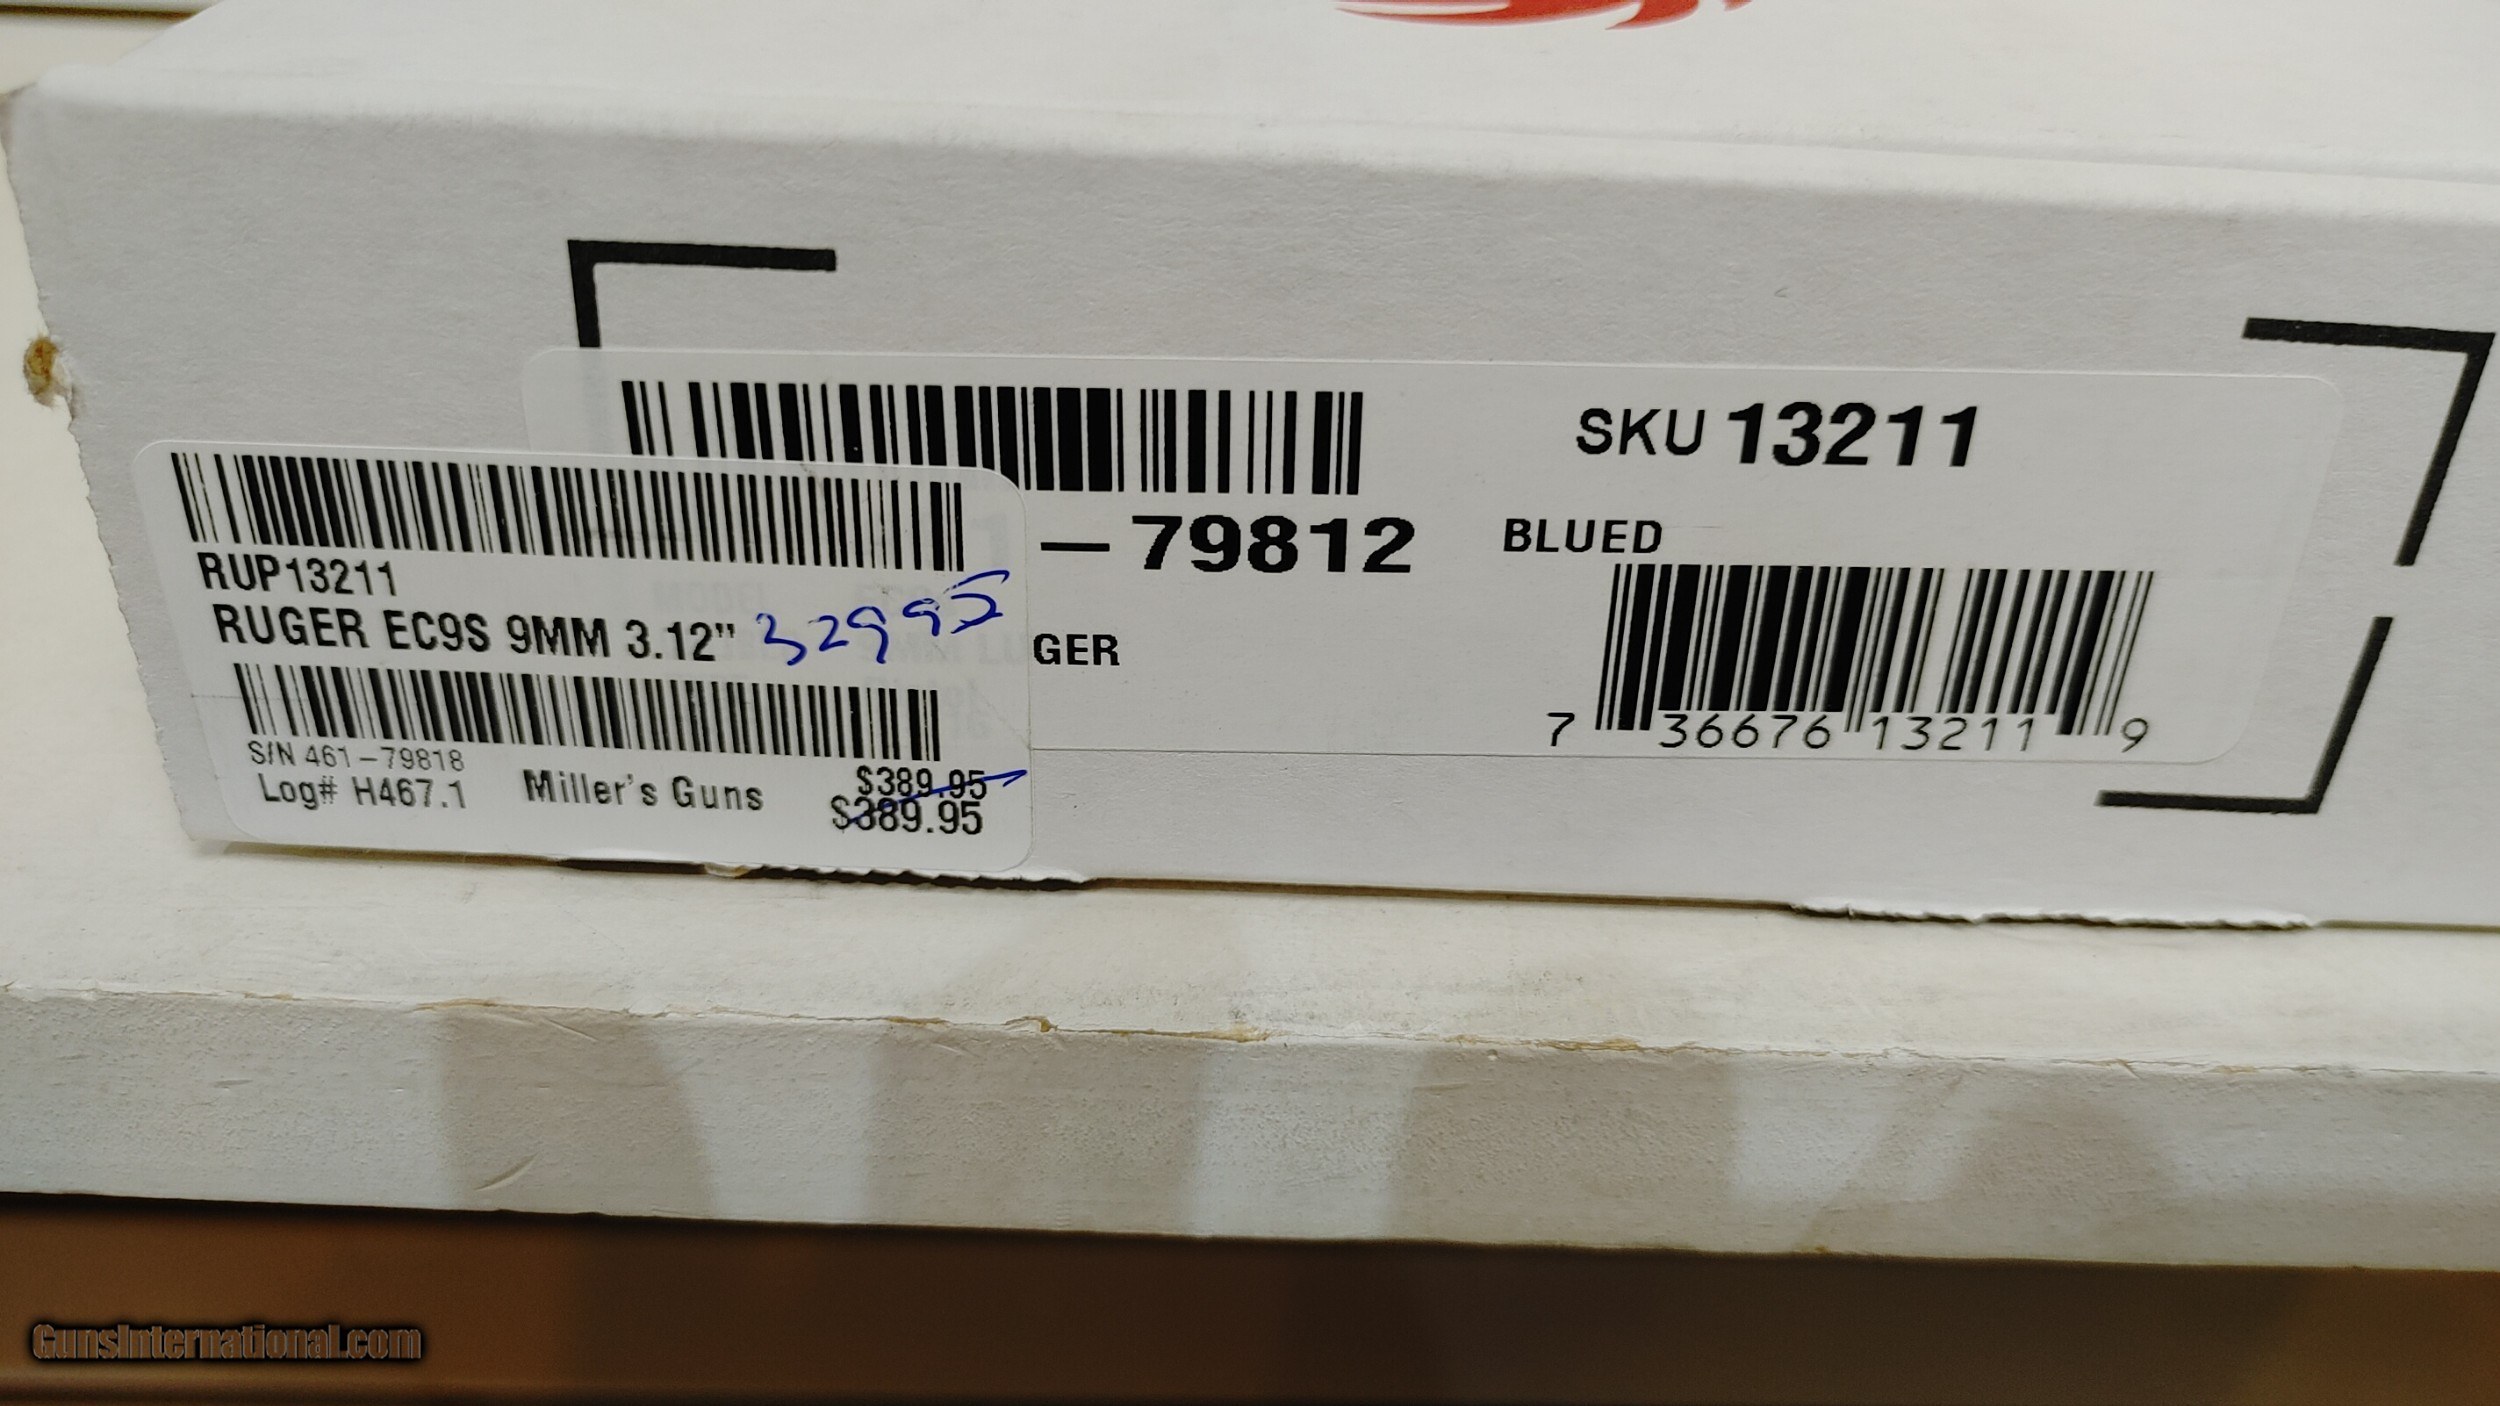 SKU 13211
– 79812
BLUED
GER
7 36676 13211 9
RUP13211
RUGER EC9S 9MM 3.12"
32995
S/N 461-79818
Log# H467.1
Miller's Guns
$389.95
$389.95
GunsInternational.com